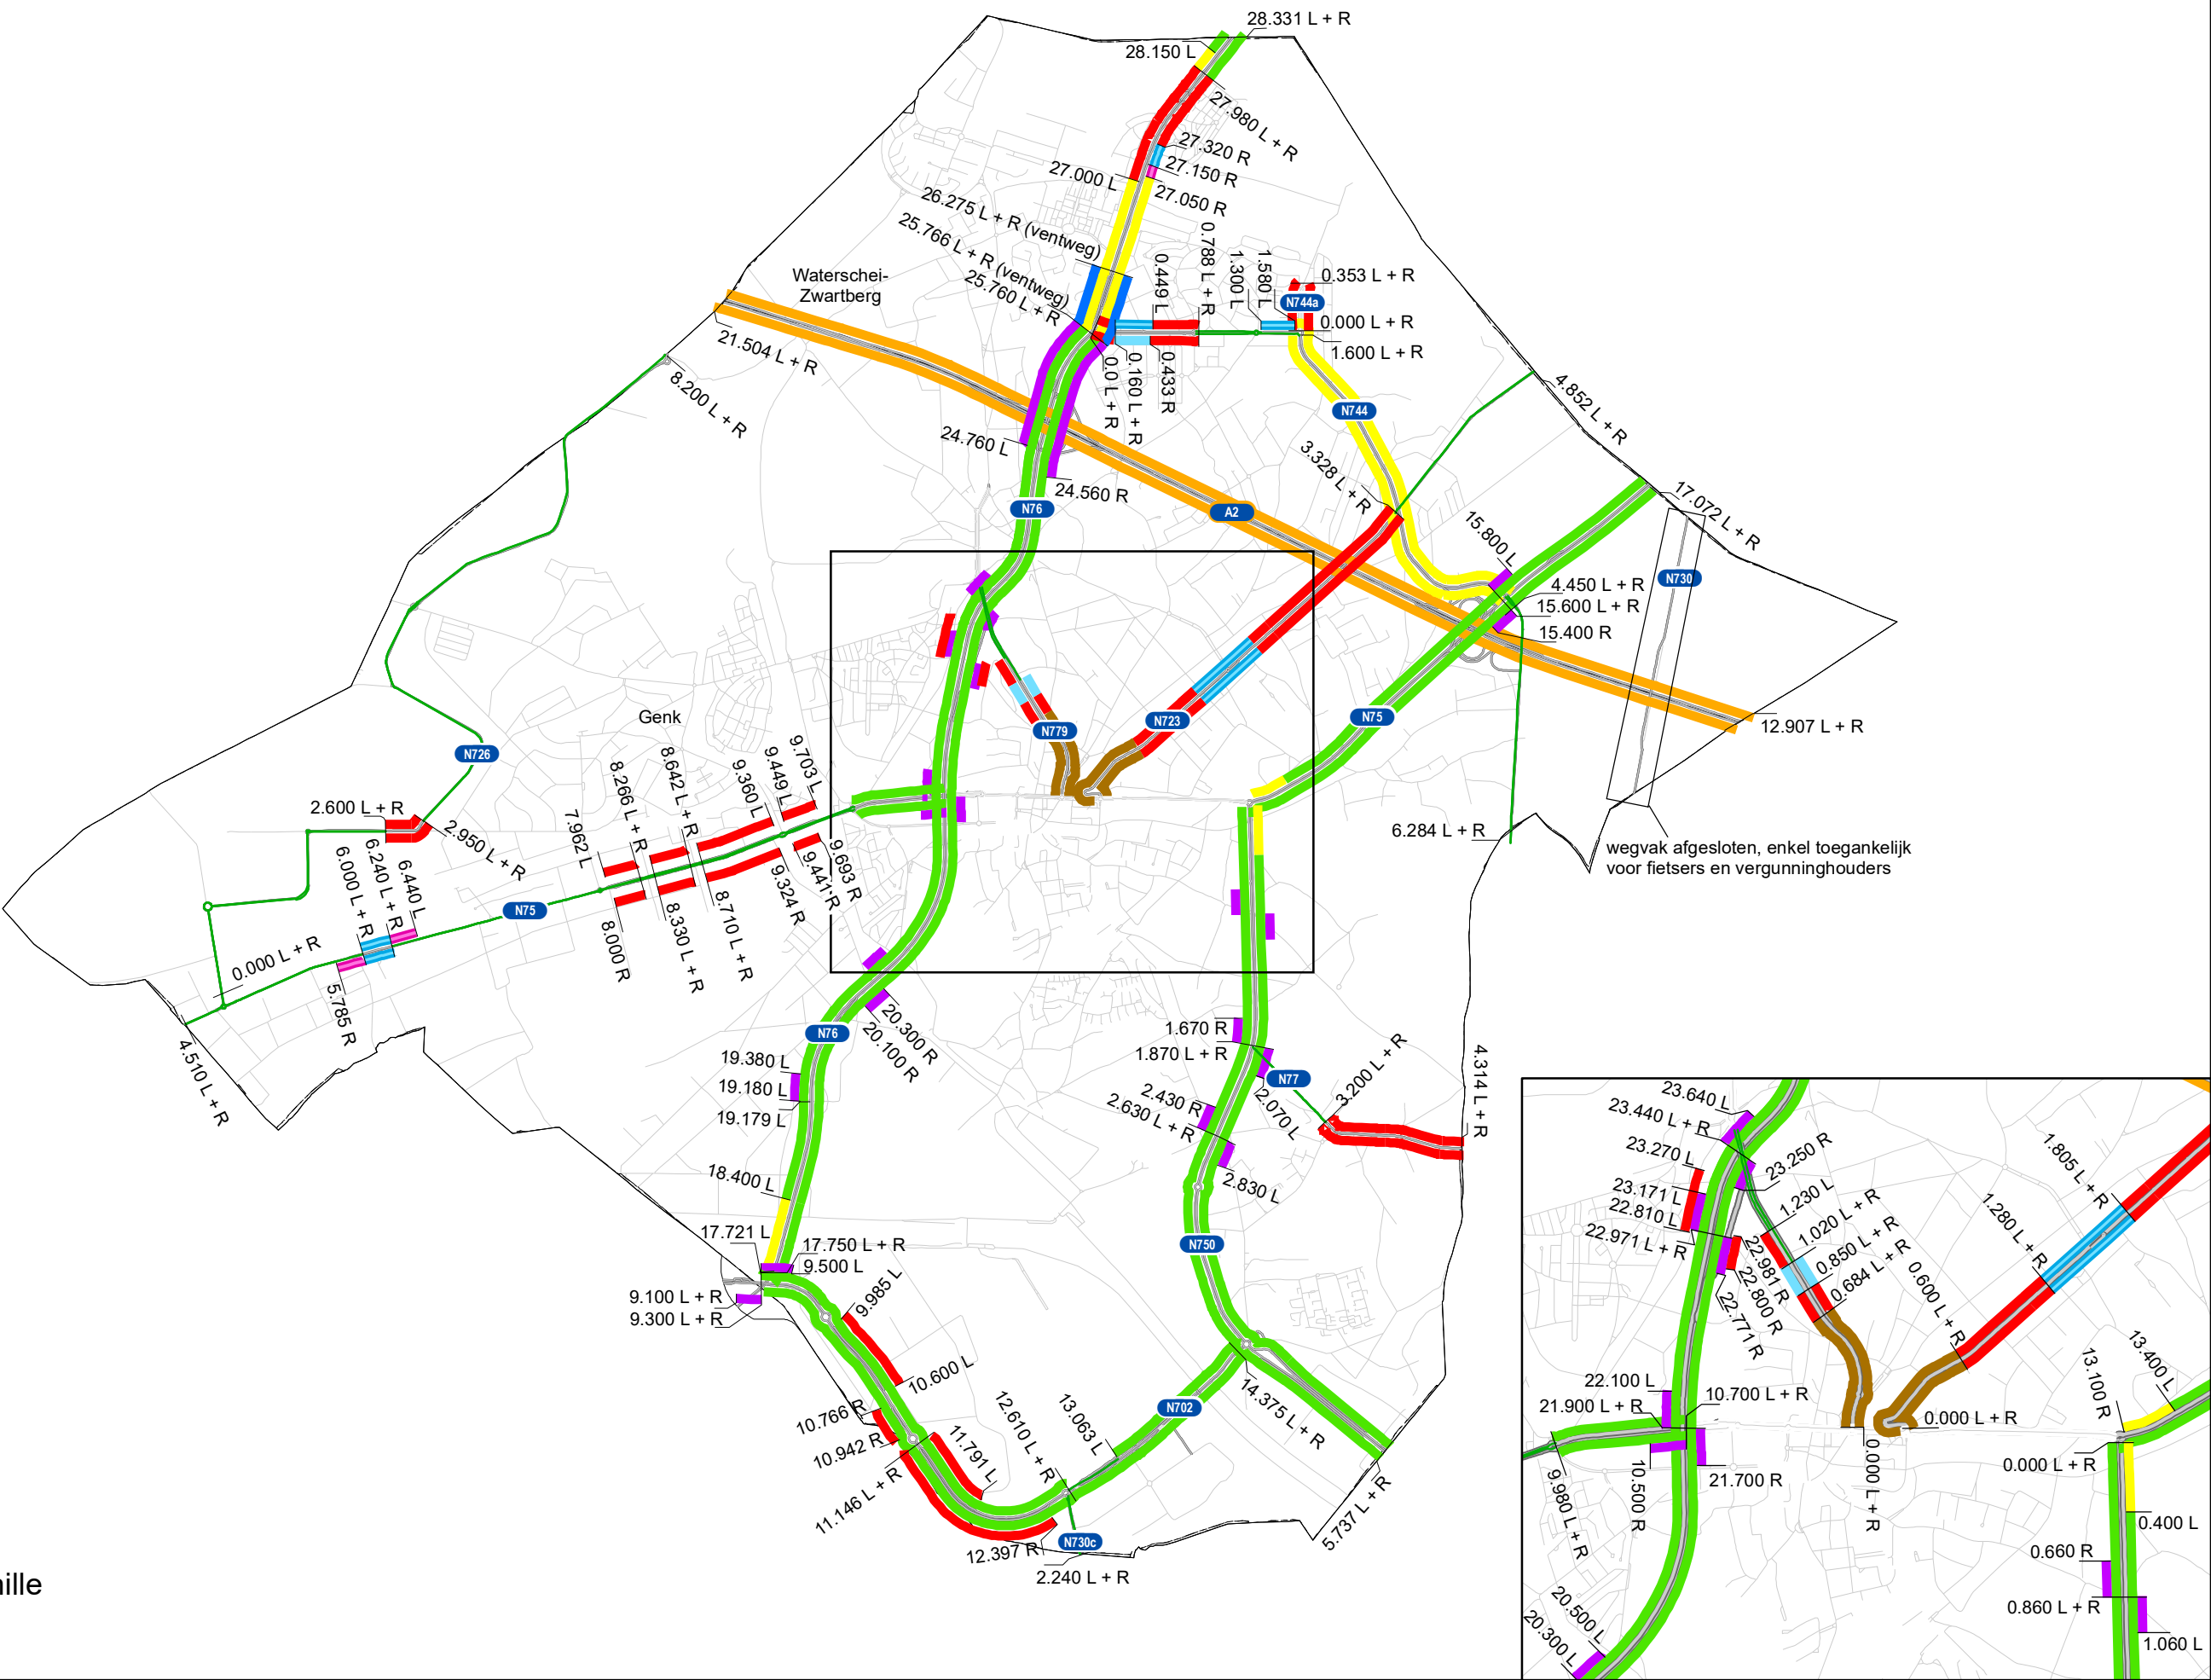 28.331 L + R
28.150 L
27.980 L + R
27.320 R
27.150 R
27.050 R
27.000 L
26.275 L + R (ventweg)
25.766 L + R (ventweg)
25.760 L + R
Waterschei-
Zwartberg
0.449 L
0.788 L + R
1.300 L
1.580 L
0.353 L + R
N744a
0.000 L + R
1.600 L + R
0.0 L + R
0.160 L + R
0.433 R
21.504 L + R
8.200 L + R
N744
4.852 L + R
24.760 L
24.560 R
3.328 L + R
N76
A2
15.800 L
17.072 L + R
N730
4.450 L + R
15.600 L + R
15.400 R
Genk
N779
N723
N75
12.907 L + R
N726
2.600 L + R
2.950 L + R
7.962 L
8.266 L + R
8.642 L + R
9.360 L
9.449 L
9.703 L
6.284 L + R
wegvak afgesloten, enkel toegankelijk
voor fietsers en vergunninghouders
6.000 L + R
6.240 L + R
6.440 L
N75
8.000 R
8.330 L + R
8.710 L + R
9.324 R
9.441 R
9.693 R
0.000 L + R
5.785 R
4.510 L + R
N76
20.300 R
20.100 R
19.380 L
19.180 L
19.179 L
1.670 R
1.870 L + R
N77
2.070 L
3.200 L + R
4.314 L + R
2.430 R
2.630 L + R
2.830 L
18.400 L
17.721 L
17.750 L + R
9.500 L
9.100 L + R
9.300 L + R
N750
9.985 L
10.600 L
10.766 R
10.942 R
11.146 L + R
11.791 L
12.610 L + R
13.063 L
N702
14.375 L + R
5.737 L + R
12.397 R
N730c
2.240 L + R
ille
23.640 L
23.440 L + R
23.270 L
23.171 L
22.810 L
22.971 L + R
23.250 R
1.230 L
1.020 L + R
0.850 L + R
0.684 L + R
0.600 L + R
1.280 L + R
1.805 L + R
22.981 R
22.800 R
22.771 R
22.100 L
21.900 L + R
10.700 L + R
0.000 L + R
0.000 L + R
13.100 R
13.400 L
0.000 L + R
9.980 L + R
10.500 R
21.700 R
0.400 L
0.660 R
0.860 L + R
1.060 L
20.500 L
20.300 L